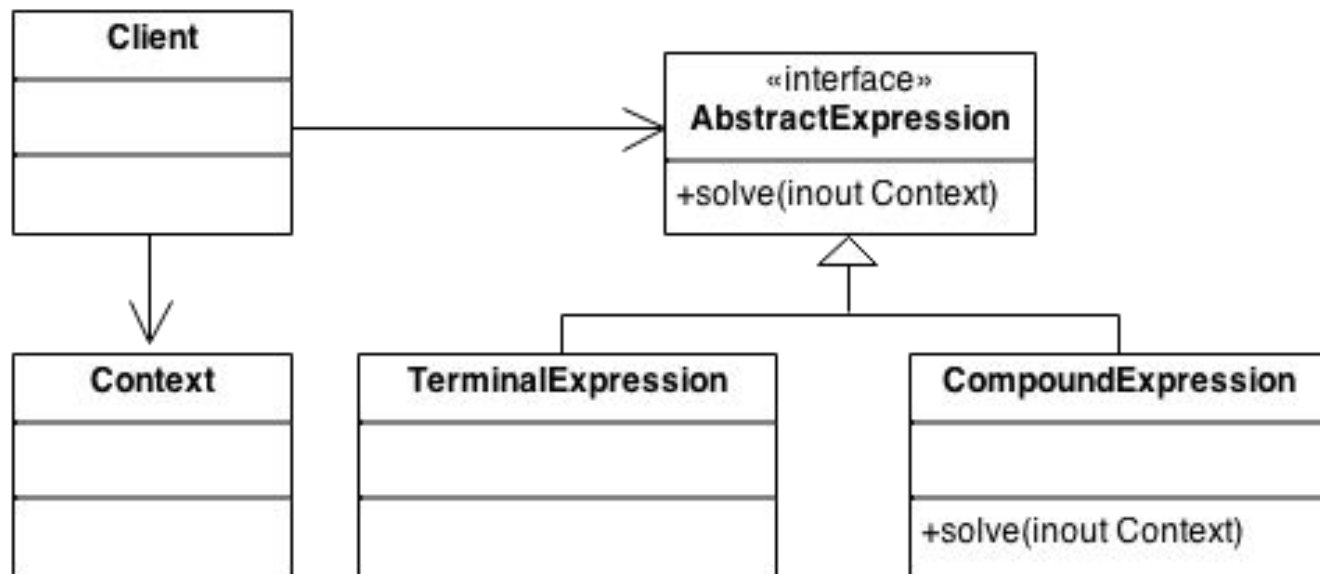 Client
«interface»
AbstractExpression
+solve(inout Context)
Context
TerminalExpression
CompoundExpression
+solve(inout Context)